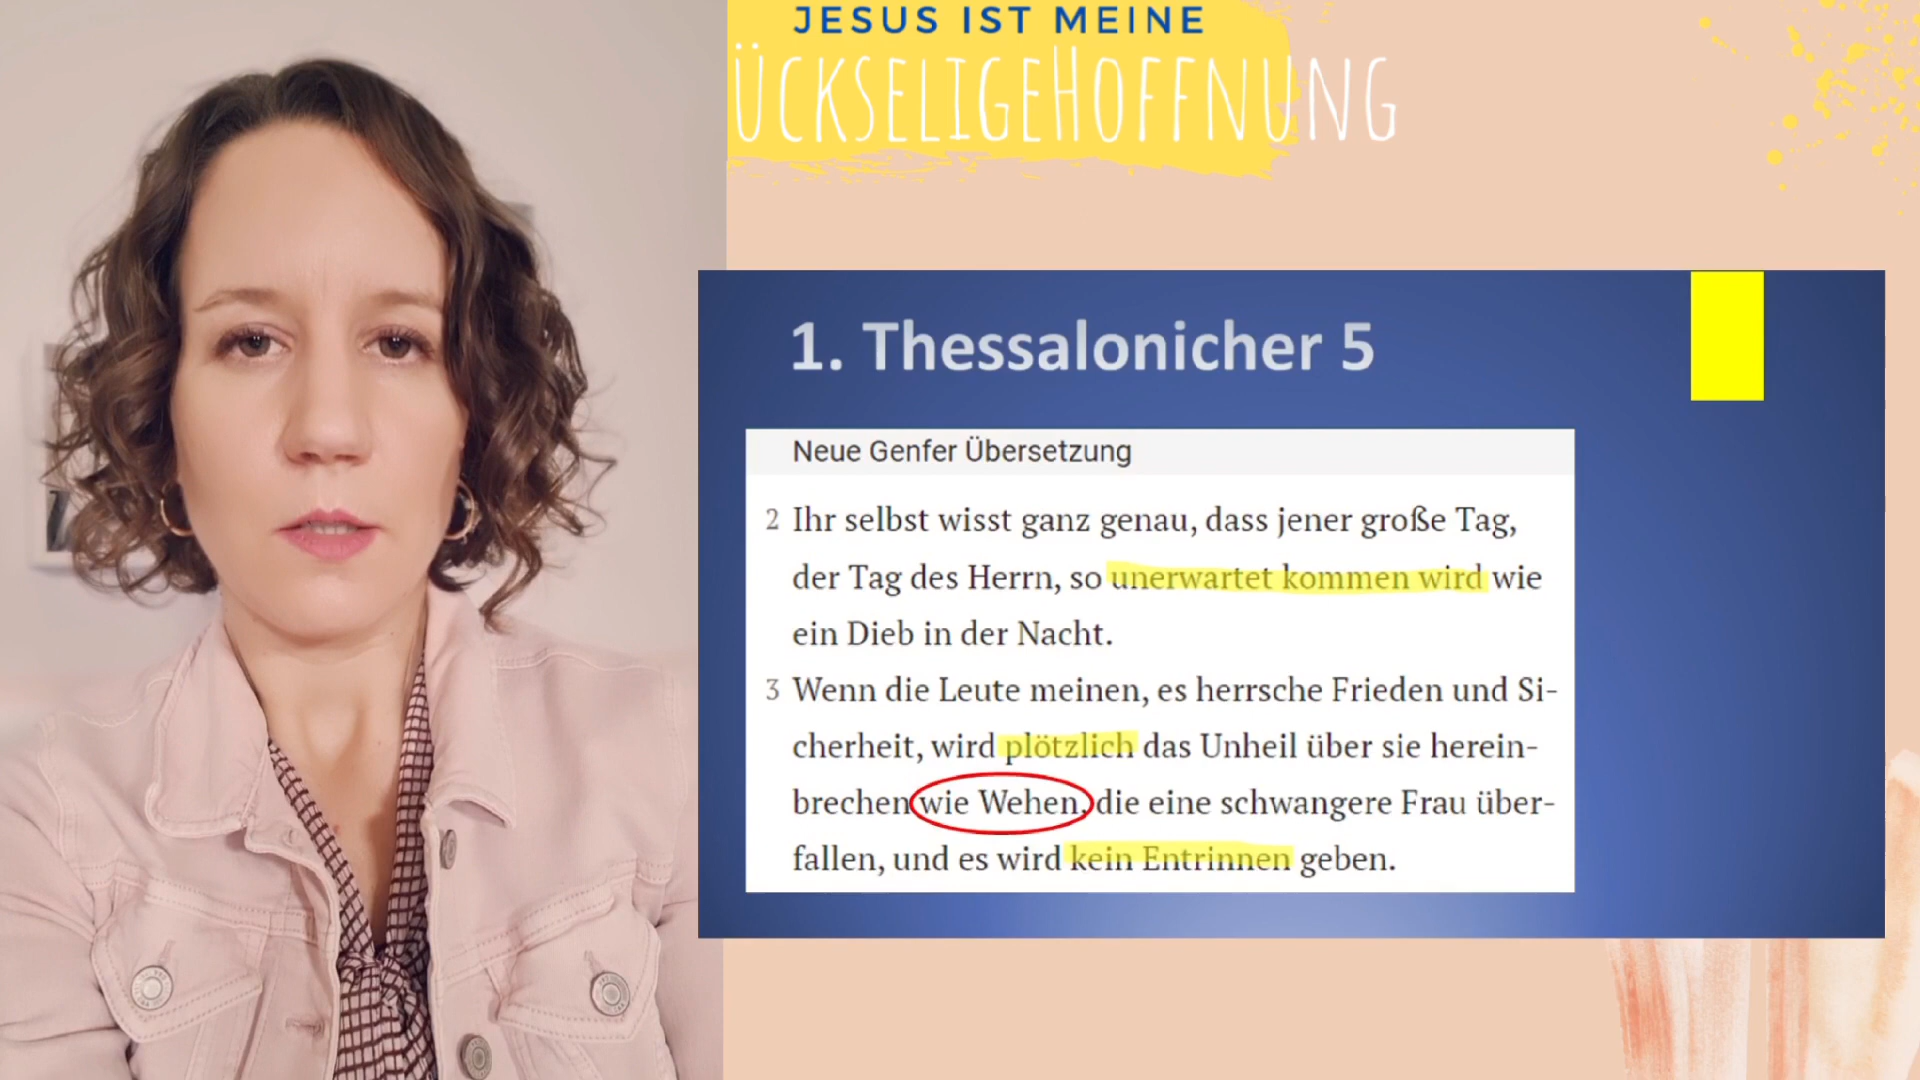 JESUS IST MEINE
ÜCKSELIGEHOFFNUNG
1. Thessalonicher 5
Neue Genfer Übersetzung
2 Ihr selbst wisst ganz genau, dass jener große Tag,
der Tag des Herrn, so unerwartet kommen wird wie
ein Dieb in der Nacht.
3 Wenn die Leute meinen, es herrsche Frieden und Si-
cherheit, wird plötzlich das Unheil über sie herein-
brechen wie Wehen, die eine schwangere Frau über-
fallen, und es wird kein Entrinnen geben.